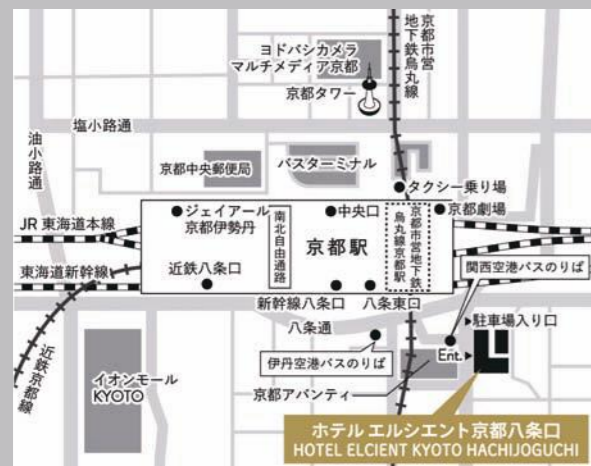 ヨドバシカメラ
マルチメディア京都
京都市営
地下鉄烏丸線
京都タワー
塩小路通
油小路通
京都中央郵便局
バスターミナル
タクシー乗り場
ジェイアール
京都伊勢丹
南北自由通路
中央口
京都市営地下鉄
烏丸線京都駅
京都劇場
JR 東海道本線
京都駅
東海道新幹線
近鉄八条口
新幹線八条口
八条東口
関西空港バスのりば
八条通
駐車場入り口
伊丹空港バスのりば
Ent.
近鉄京都線
イオンモール
KYOTO
京都アバンティ
ホテル エルシエント京都八条口
HOTEL ELCIENT KYOTO HACHIJOGUCHI